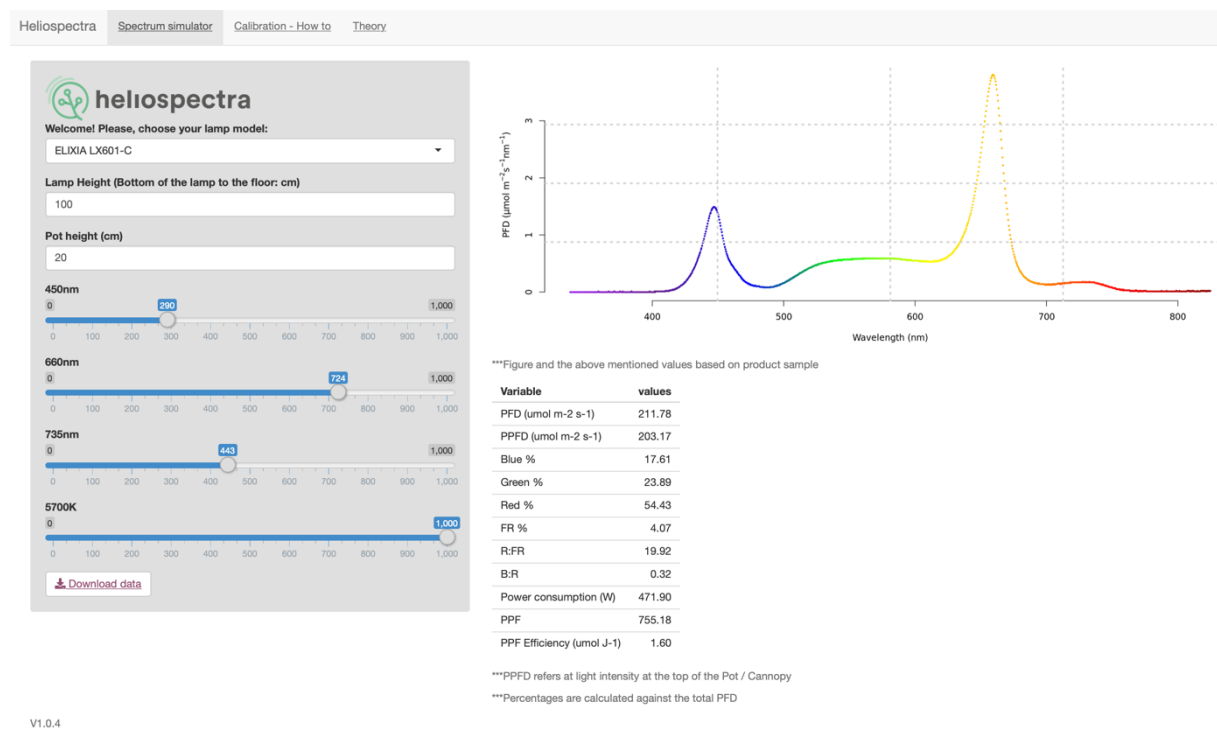 Heliospectra Spectrum simulator Calibration - How to Theory
heliospectra
Welcome! Please, choose your lamp model:
ELIXIA LX601-C
Lamp Height (Bottom of the lamp to the floor: cm)
100
Pot height (cm)
20
450nm
0 290 1,000
0 100 200 300 400 500 600 700 800 900 1,000
660nm
0 724 1,000
0 100 200 300 400 500 600 700 800 900 1,000
735nm
0 443 1,000
0 100 200 300 400 500 600 700 800 900 1,000
5700K
0 1,000
0 100 200 300 400 500 600 700 800 900 1,000
Download data
PFD (μmol m⁻²s⁻¹nm⁻¹)
3
2
1
0
400 500 600 700 800
Wavelength (nm)
***Figure and the above mentioned values based on product sample
Variable values
PFD (umol m-2 s-1) 211.78
PPFD (umol m-2 s-1) 203.17
Blue % 17.61
Green % 23.89
Red % 54.43
FR % 4.07
R:FR 19.92
B:R 0.32
Power consumption (W) 471.90
PPF 755.18
PPF Efficiency (umol J-1) 1.60
***PPFD refers at light intensity at the top of the Pot / Cannopy
***Percentages are calculated against the total PFD
V1.0.4